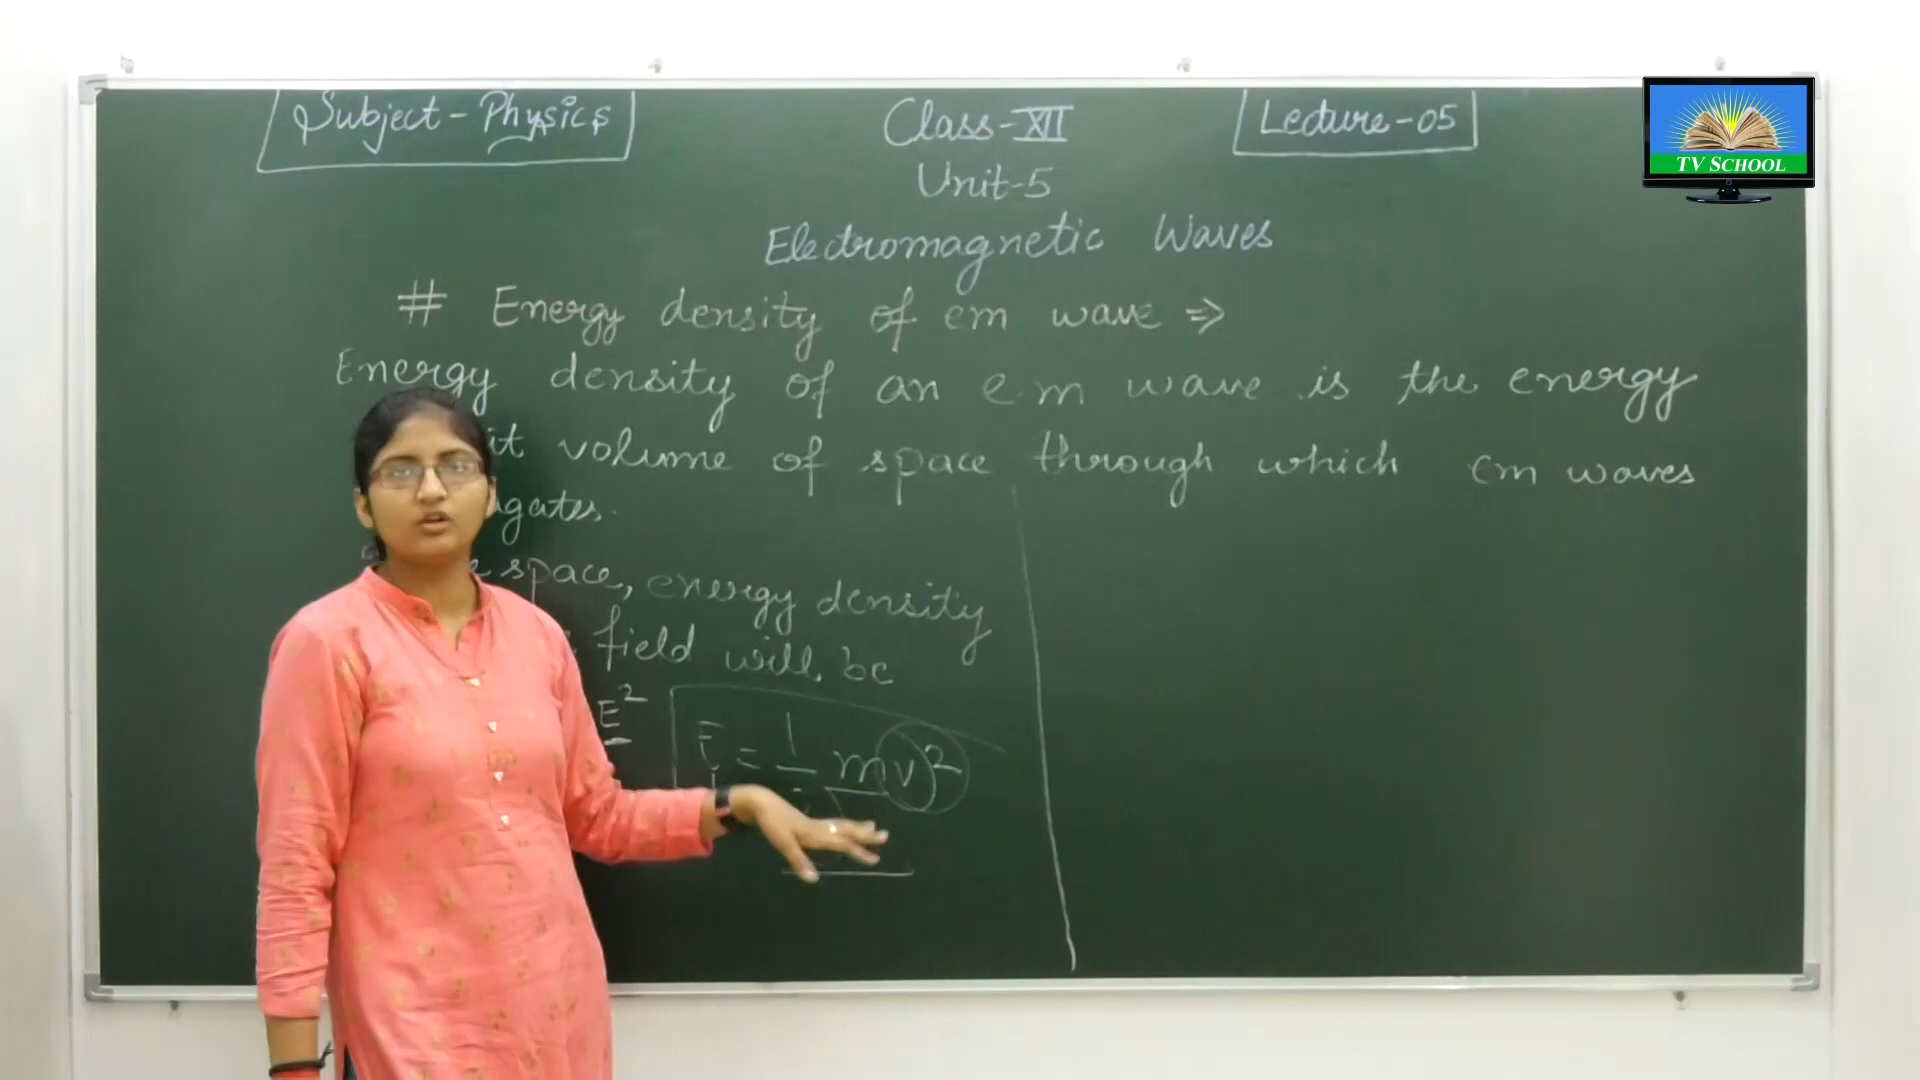 Subject - Physics
Class - XII
Lecture - 05
TV SCHOOL
Unit-5
Electromagnetic Waves
# Energy density of em wave ⇒
Energy density of an e.m wave is the energy
volume of space through which em waves
space, energy density
field will be
E²
E = 1 mv²